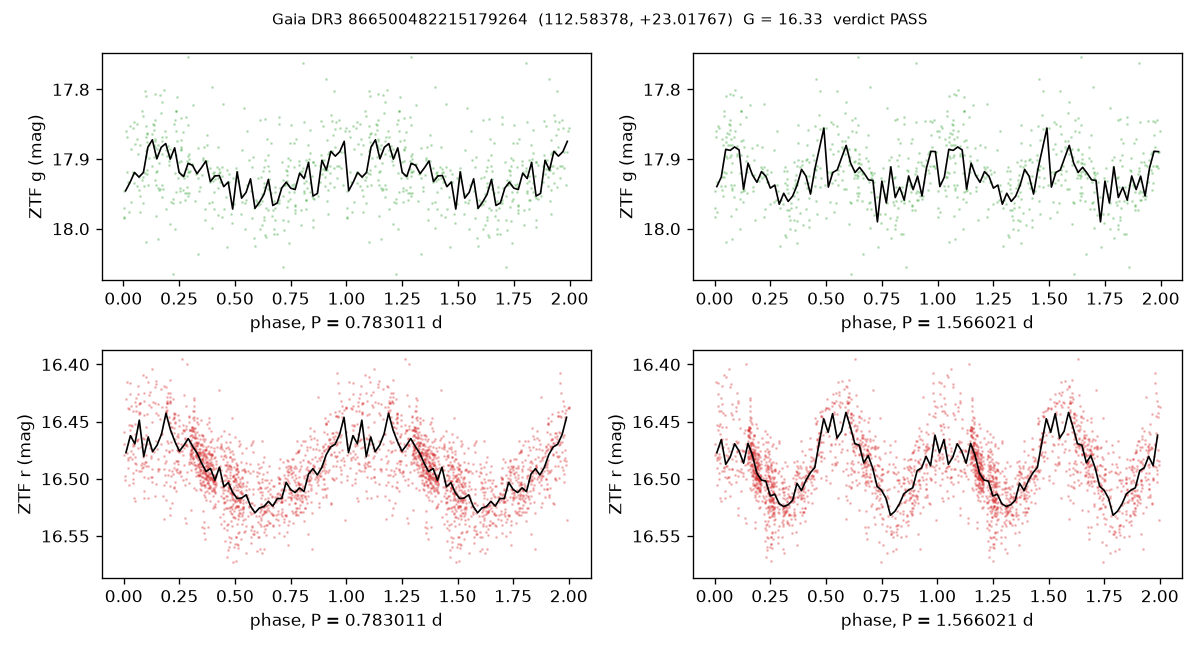 Gaia DR3 866500482215179264 (112.58378, +23.01767) G = 16.33 verdict PASS
ZTF g (mag)
17.8
17.9
18.0
0.00 0.25 0.50 0.75 1.00 1.25 1.50 1.75 2.00
phase, P = 0.783011 d
ZTF g (mag)
17.8
17.9
18.0
0.00 0.25 0.50 0.75 1.00 1.25 1.50 1.75 2.00
phase, P = 1.566021 d
ZTF r (mag)
16.40
16.45
16.50
16.55
0.00 0.25 0.50 0.75 1.00 1.25 1.50 1.75 2.00
phase, P = 0.783011 d
ZTF r (mag)
16.40
16.45
16.50
16.55
0.00 0.25 0.50 0.75 1.00 1.25 1.50 1.75 2.00
phase, P = 1.566021 d